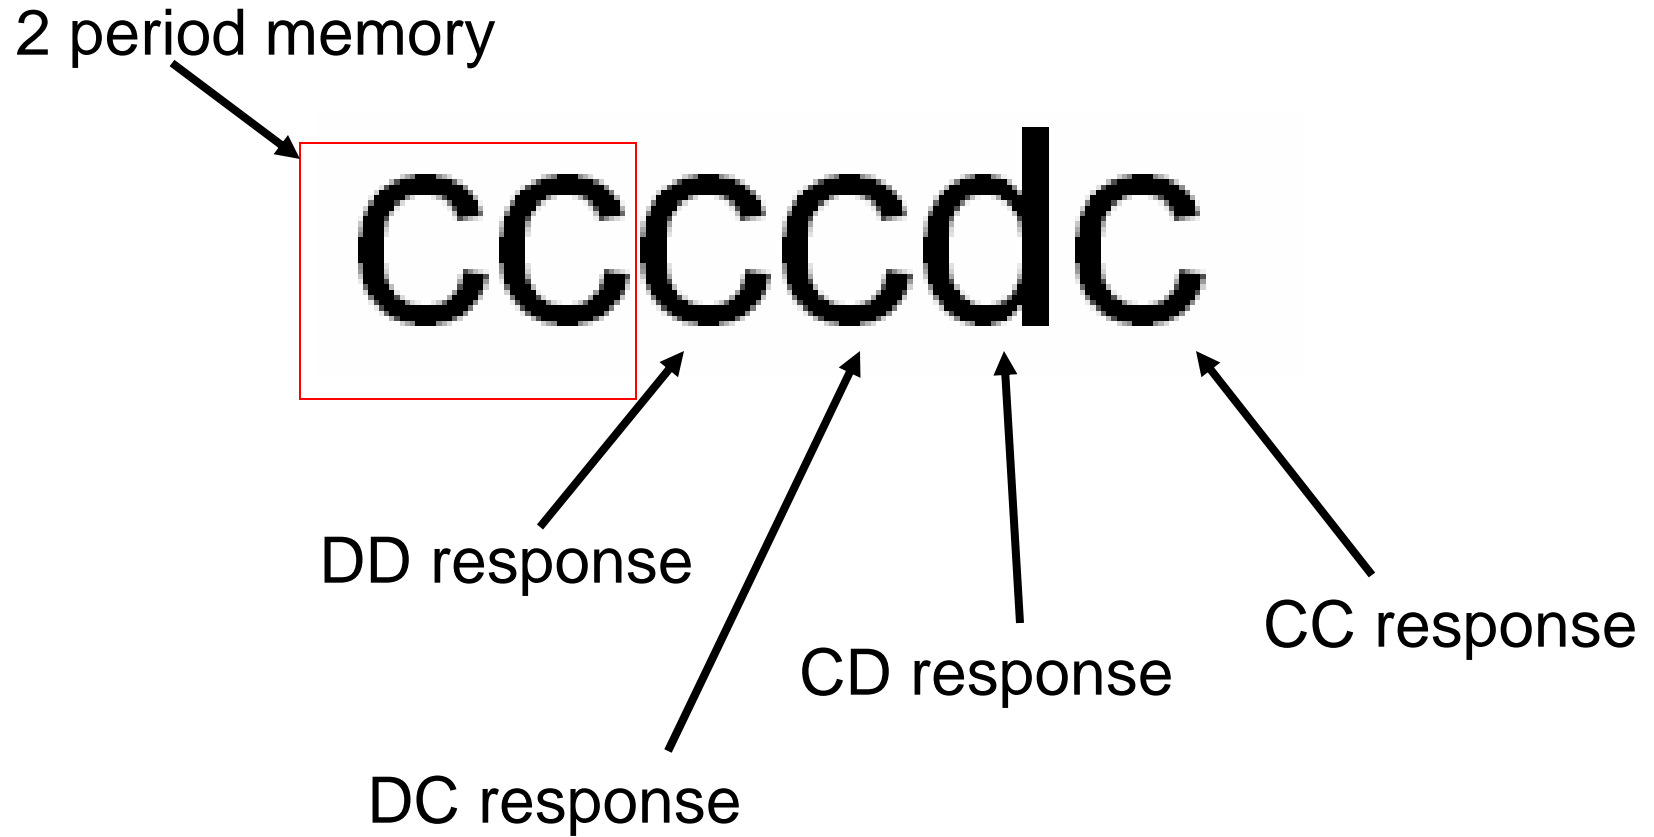 2 period memory
ccccdc
DD response
CC response
CD response
DC response